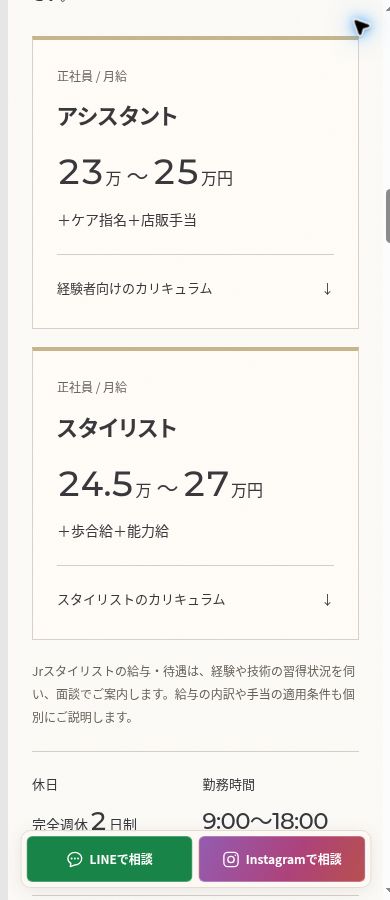 正社員 / 月給
アシスタント
23万 〜 25万円
＋ケア指名＋店販手当
経験者向けのカリキュラム ↓
正社員 / 月給
スタイリスト
24.5万 〜 27万円
＋歩合給＋能力給
スタイリストのカリキュラム ↓
Jrスタイリストの給与・待遇は、経験や技術の習得状況を伺
い、面談でご案内します。給与の内訳や手当の適用条件も個
別にご説明します。
休日 勤務時間
完全週休2日制 9:00〜18:00
LINEで相談 Instagramで相談